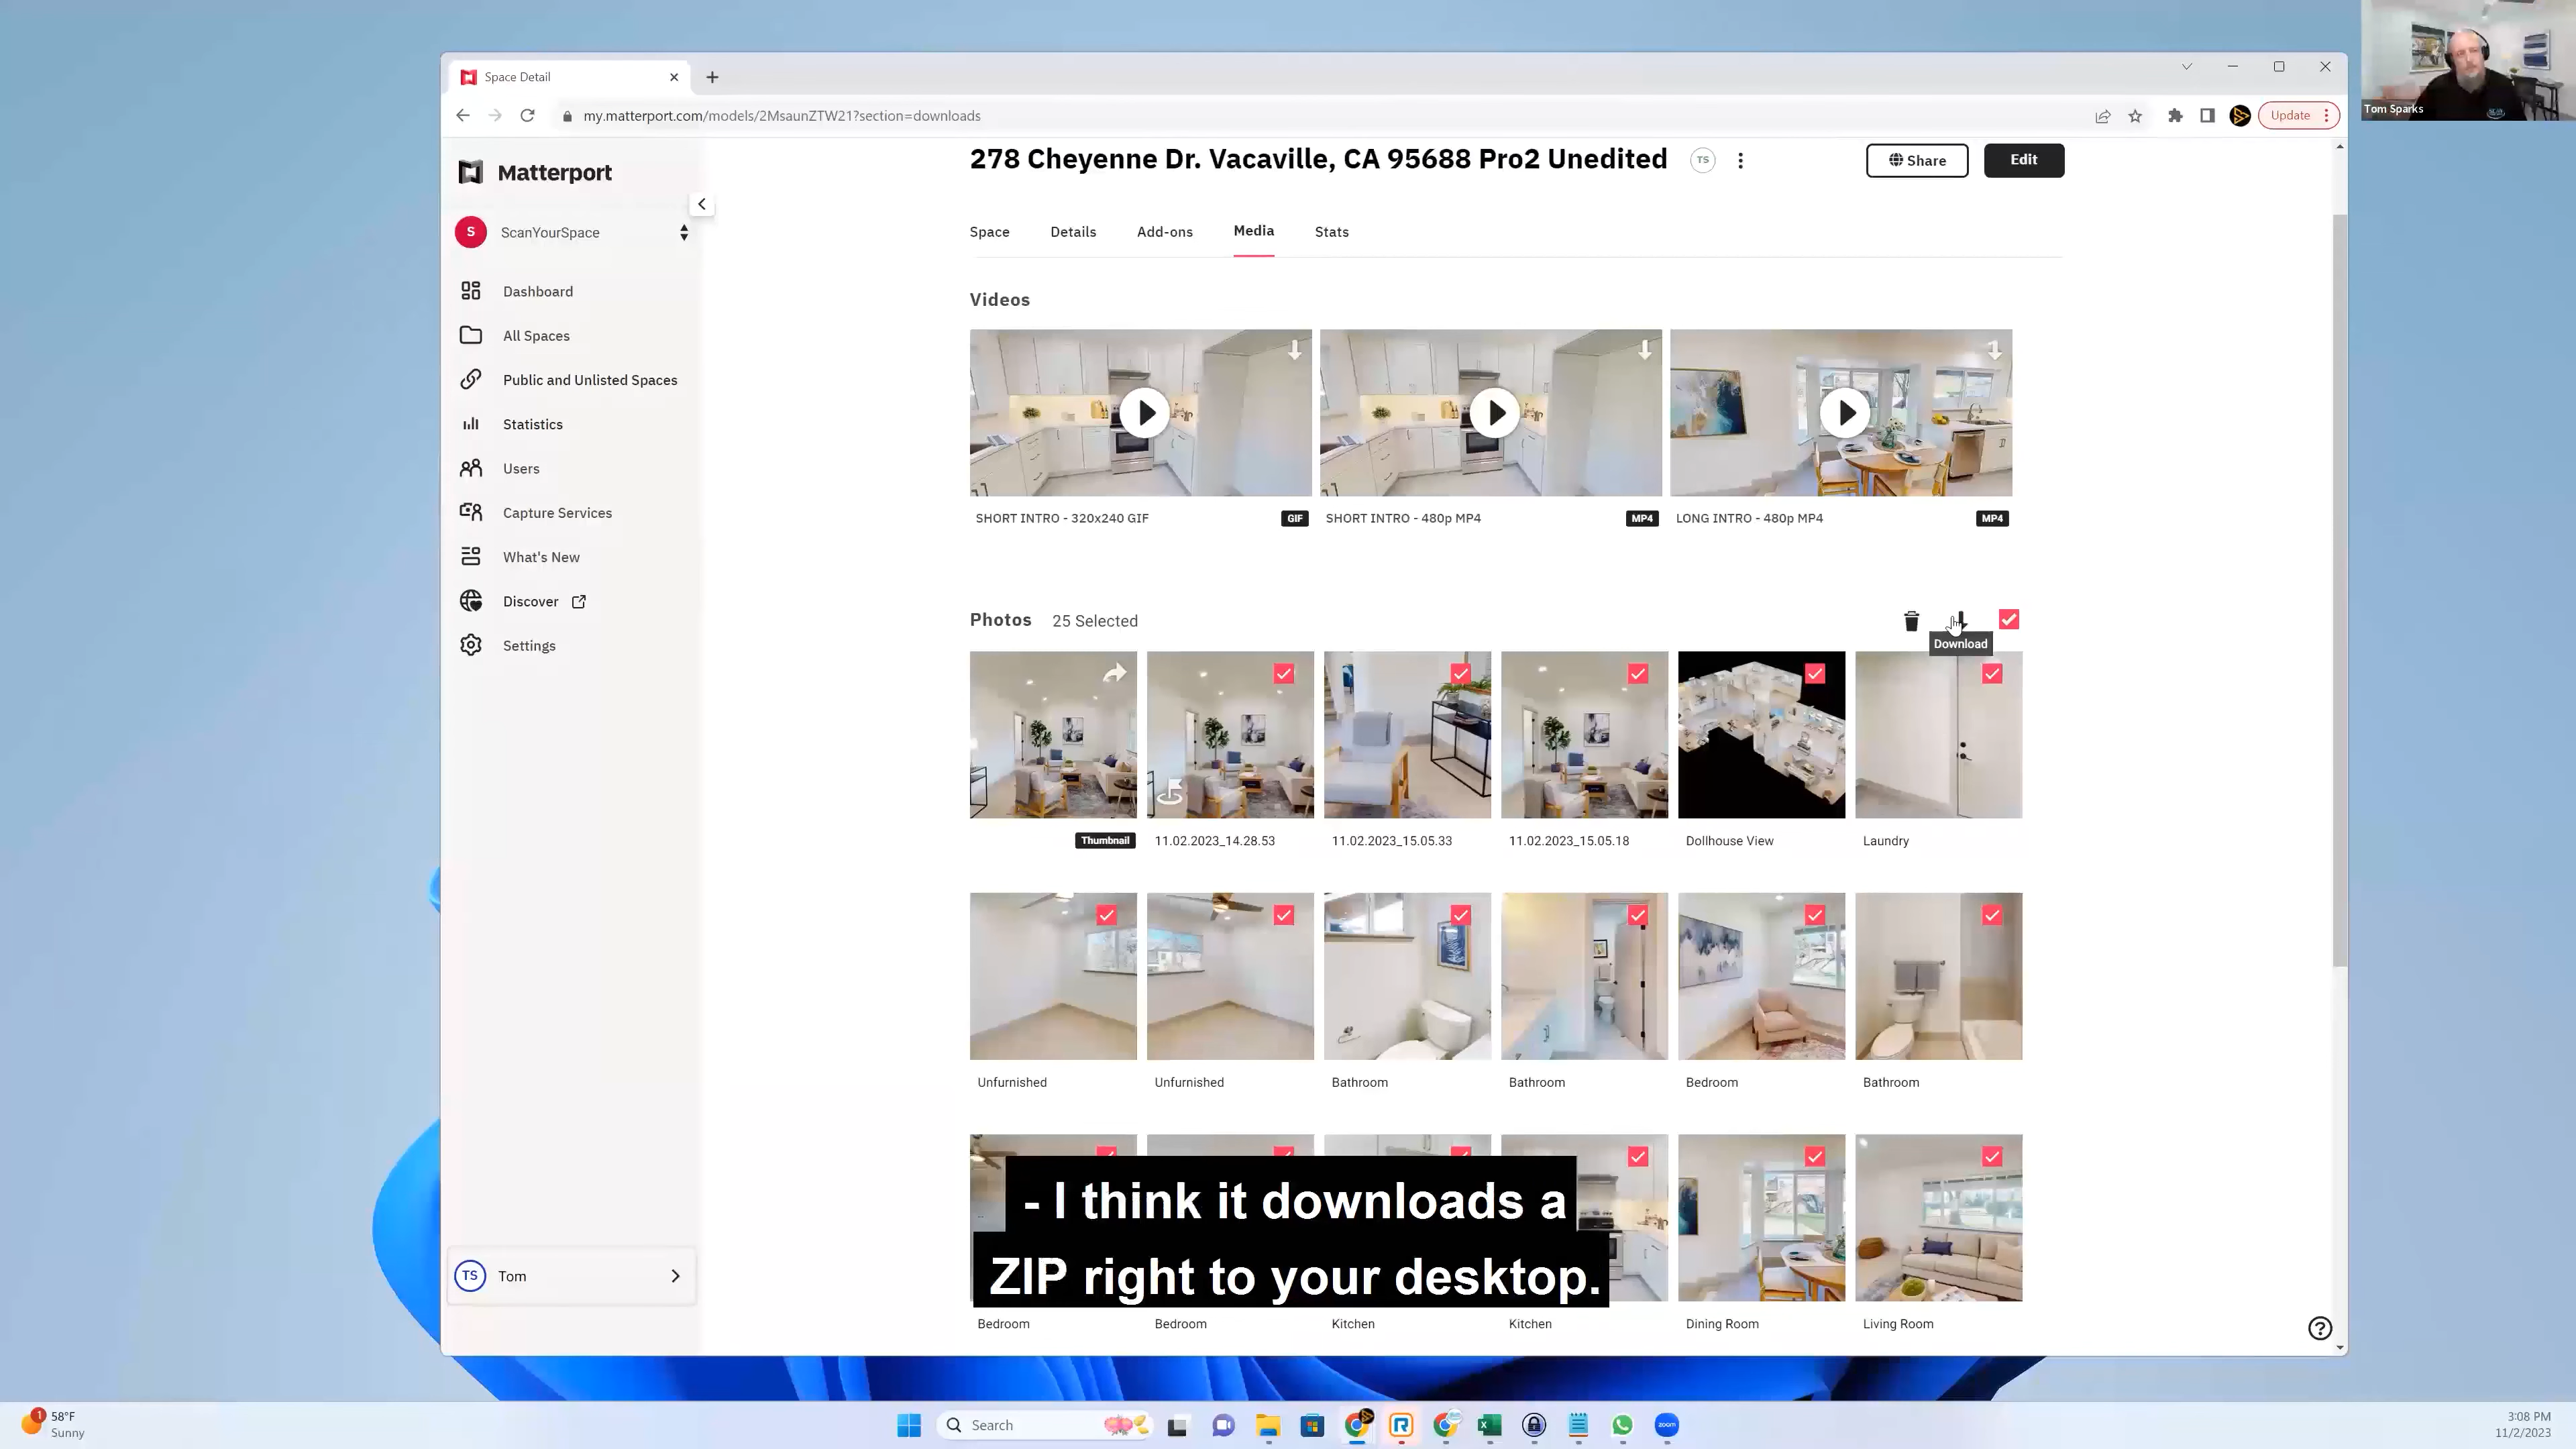 Space Detail
my.matterport.com/models/2MsaunZTW21?section=downloads
Update
Tom Sparks
Matterport
278 Cheyenne Dr. Vacaville, CA 95688 Pro2 Unedited
TS
Share
Edit
S
ScanYourSpace
Space
Details
Add-ons
Media
Stats
Dashboard
All Spaces
Public and Unlisted Spaces
Statistics
Users
Capture Services
What's New
Discover
Settings
Videos
SHORT INTRO - 320x240 GIF
GIF
SHORT INTRO - 480p MP4
MP4
LONG INTRO - 480p MP4
MP4
Photos
25 Selected
Download
Thumbnail
11.02.2023_14.28.53
11.02.2023_15.05.33
11.02.2023_15.05.18
Dollhouse View
Laundry
Unfurnished
Unfurnished
Bathroom
Bathroom
Bedroom
Bathroom
- I think it downloads a
ZIP right to your desktop.
Bedroom
Bedroom
Kitchen
Kitchen
Dining Room
Living Room
TS
Tom
1
58°F
Sunny
Search
zoom
3:08 PM
11/2/2023